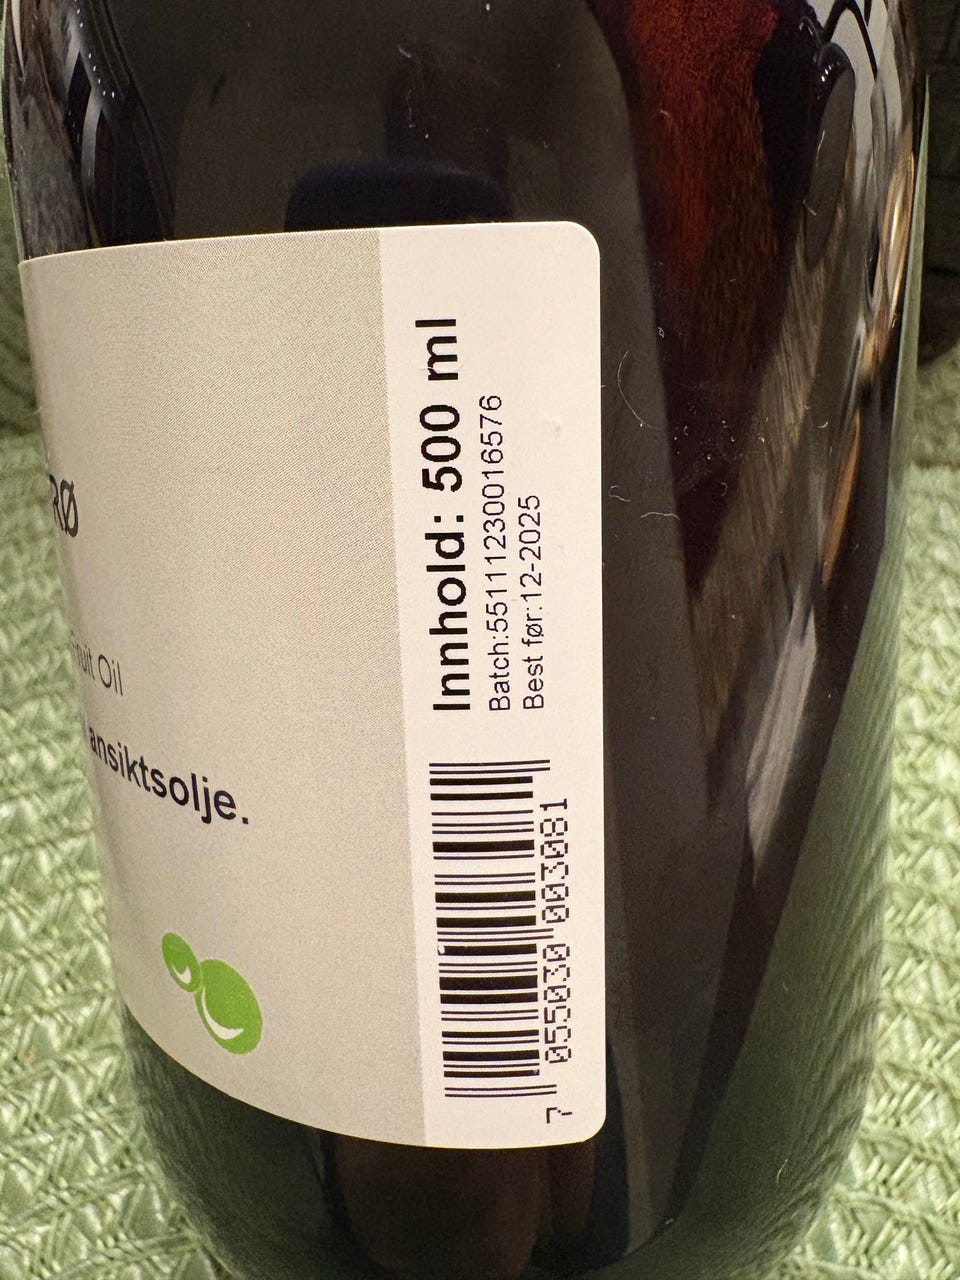 RØ
Fruit Oil
ansiktsolje.
Innhold: 500 ml
Batch:55111230016576
Best før:12-2025
7 055030 003081